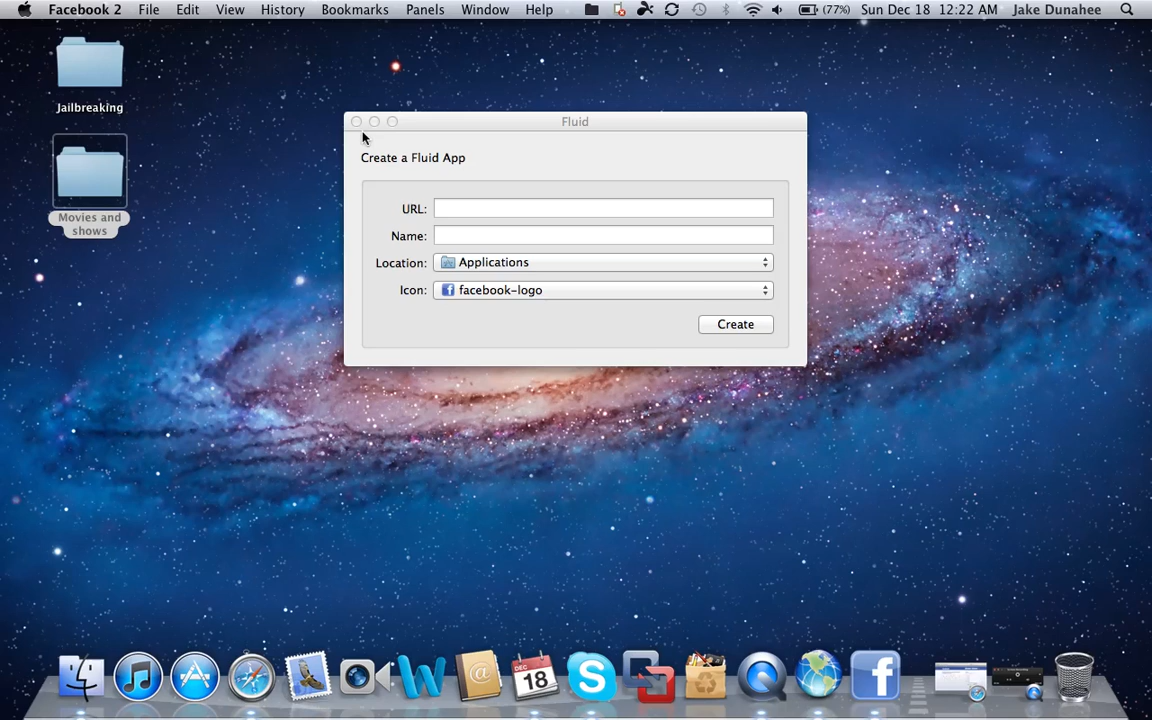 Facebook 2 File Edit View History Bookmarks Panels Window Help (77%) Sun Dec 18 12:22 AM Jake Dunahee
Jailbreaking
Movies and
shows
Fluid
Create a Fluid App
URL:
Name:
Location: Applications
Icon: facebook-logo
Create
W @ DEC
18 S f